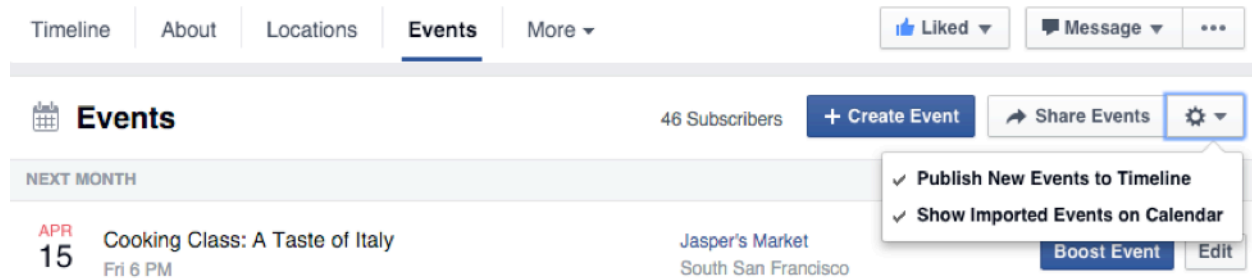 Timeline About Locations Events More Liked Message
Events 46 Subscribers + Create Event Share Events
NEXT MONTH
Publish New Events to Timeline
Show Imported Events on Calendar
APR
15
Cooking Class: A Taste of Italy
Fri 6 PM
Jasper's Market
South San Francisco
Boost Event Edit